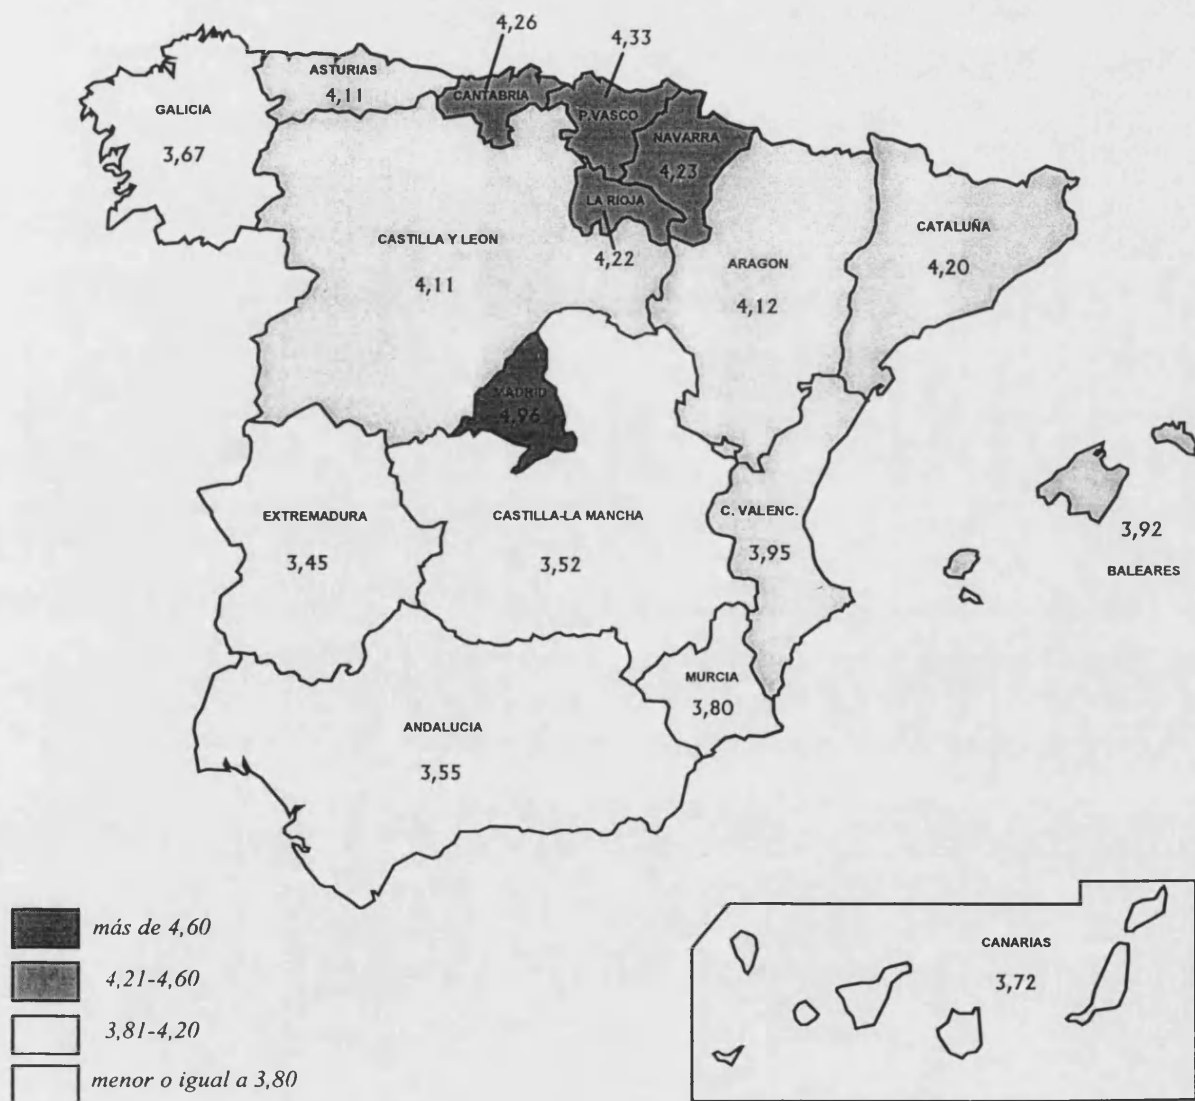 4,26
4,33
ASTURIAS
4,11
CANTABRIA
GALICIA
3,67
P.VASCO
NAVARRA
4,23
LA RIOJA
4,22
CASTILLA Y LEON
4,11
ARAGON
4,12
CATALUÑA
4,20
MADRID
4,96
EXTREMADURA
3,45
CASTILLA-LA MANCHA
3,52
C. VALENC.
3,95
3,92
BALEARES
MURCIA
3,80
ANDALUCIA
3,55
más de 4,60
4,21-4,60
3,81-4,20
menor o igual a 3,80
CANARIAS
3,72